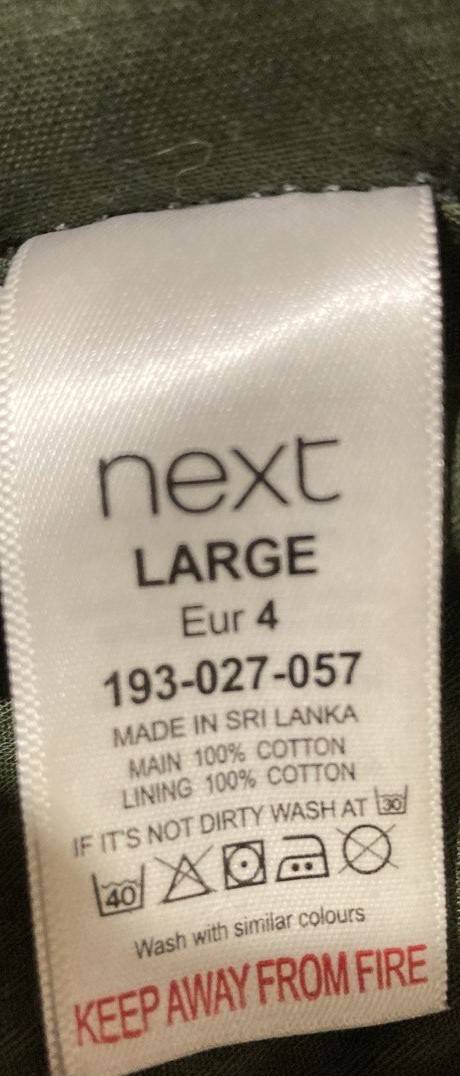 next
LARGE
Eur 4
193-027-057
MADE IN SRI LANKA
MAIN 100% COTTON
LINING 100% COTTON
IF IT'S NOT DIRTY WASH AT 30
40
Wash with similar colours
KEEP AWAY FROM FIRE